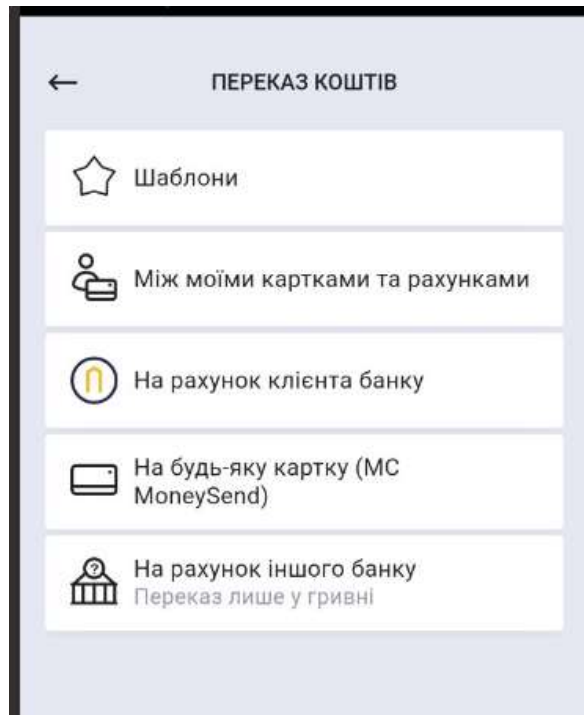 ПЕРЕКАЗ КОШТІВ
Шаблони
Між моїми картками та рахунками
На рахунок клієнта банку
На будь-яку картку (МС
MoneySend)
На рахунок іншого банку
Переказ лише у гривні